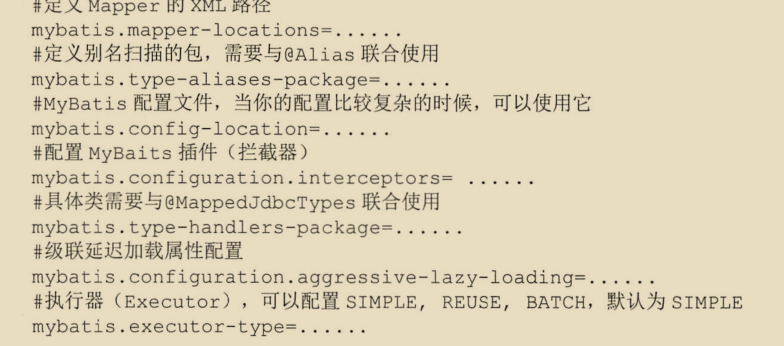 #定义 Mapper 的 XML 路径
mybatis.mapper-locations=......
#定义别名扫描的包，需要与@Alias 联合使用
mybatis.type-aliases-package=......
#MyBatis 配置文件，当你的配置比较复杂的时候，可以使用它
mybatis.config-location=......
#配置 MyBaits 插件（拦截器）
mybatis.configuration.interceptors= ......
#具体类需要与@MappedJdbcTypes 联合使用
mybatis.type-handlers-package=......
#级联延迟加载属性配置
mybatis.configuration.aggressive-lazy-loading=......
#执行器（Executor），可以配置 SIMPLE, REUSE, BATCH，默认为 SIMPLE
mybatis.executor-type=......